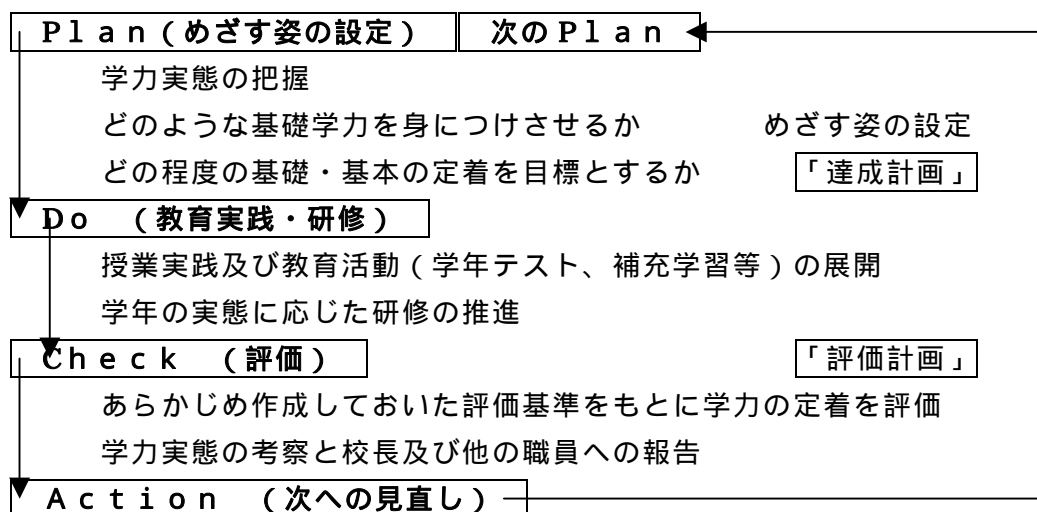 Ｐｌａｎ（めざす姿の設定） 次のＰｌａｎ
学力実態の把握
どのような基礎学力を身につけさせるか めざす姿の設定
どの程度の基礎・基本の定着を目標とするか 「達成計画」
Ｄｏ （教育実践・研修）
授業実践及び教育活動（学年テスト、補充学習等）の展開
学年の実態に応じた研修の推進
Ｃｈｅｃｋ （評価） 「評価計画」
あらかじめ作成しておいた評価基準をもとに学力の定着を評価
学力実態の考察と校長及び他の職員への報告
Ａｃｔｉｏｎ （次への見直し）